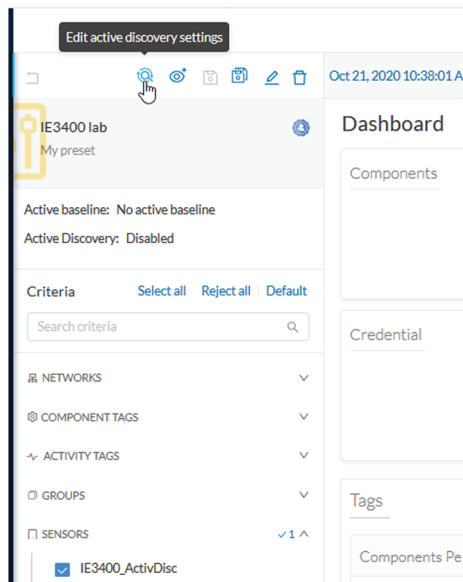 Edit active discovery settings
Oct 21, 2020 10:38:01 A
IE3400 lab
My preset
Dashboard
Components
Active baseline: No active baseline
Active Discovery: Disabled
Criteria Select all Reject all Default
Search criteria
Credential
NETWORKS
COMPONENT TAGS
ACTIVITY TAGS
GROUPS
Tags
SENSORS 1
Components Pe
IE3400_ActivDisc